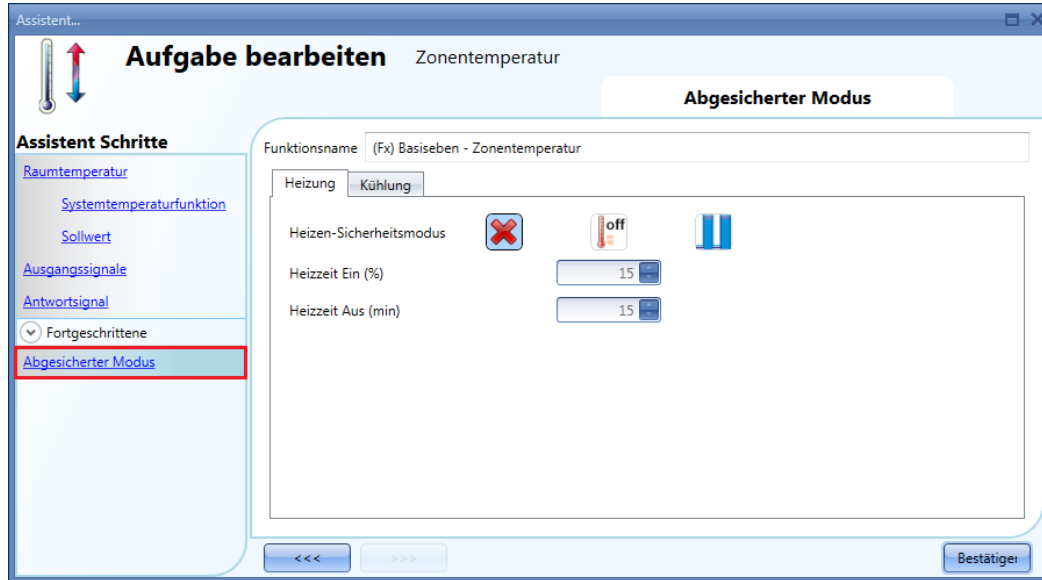 Assistent...
Aufgabe bearbeiten Zonentemperatur
Abgesicherter Modus
Assistent Schritte
Raumtemperatur
Systemtemperaturfunktion
Sollwert
Ausgangssignale
Antwortsignal
Fortgeschrittene
Abgesicherter Modus
Funktionsname (Fx) Basiseben - Zonentemperatur
Heizung Kühlung
Heizen-Sicherheitsmodus off
Heizzeit Ein (%) 15
Heizzeit Aus (min) 15
<<< >>> Bestätiger